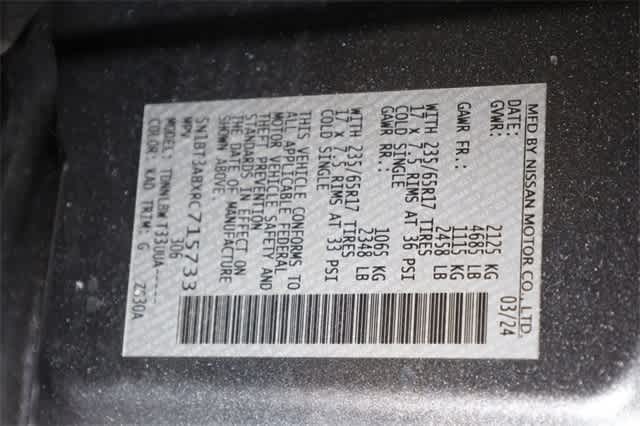 MFD BY NISSAN MOTOR CO., LTD.
DATE: 03/24
GVWR: 2125 KG
4685 LB
GAWR FR.: 1115 KG
2458 LB
WITH 235/65R17 TIRES
17 X 7.5 RIMS AT 36 PSI
COLD SINGLE
GAWR RR.: 1065 KG
2348 LB
WITH 235/65R17 TIRES
17 X 7.5 RIMS AT 33 PSI
COLD SINGLE
THIS VEHICLE CONFORMS TO
ALL APPLICABLE FEDERAL
MOTOR VEHICLE SAFETY AND
THEFT PREVENTION
STANDARDS IN EFFECT ON
THE DATE OF MANUFACTURE
SHOWN ABOVE.
5N1BT3ABXRC715733
MPV 306
MODEL: TDNNLBW T33UUA----
COLOR: KAD TRIM: G Z330A